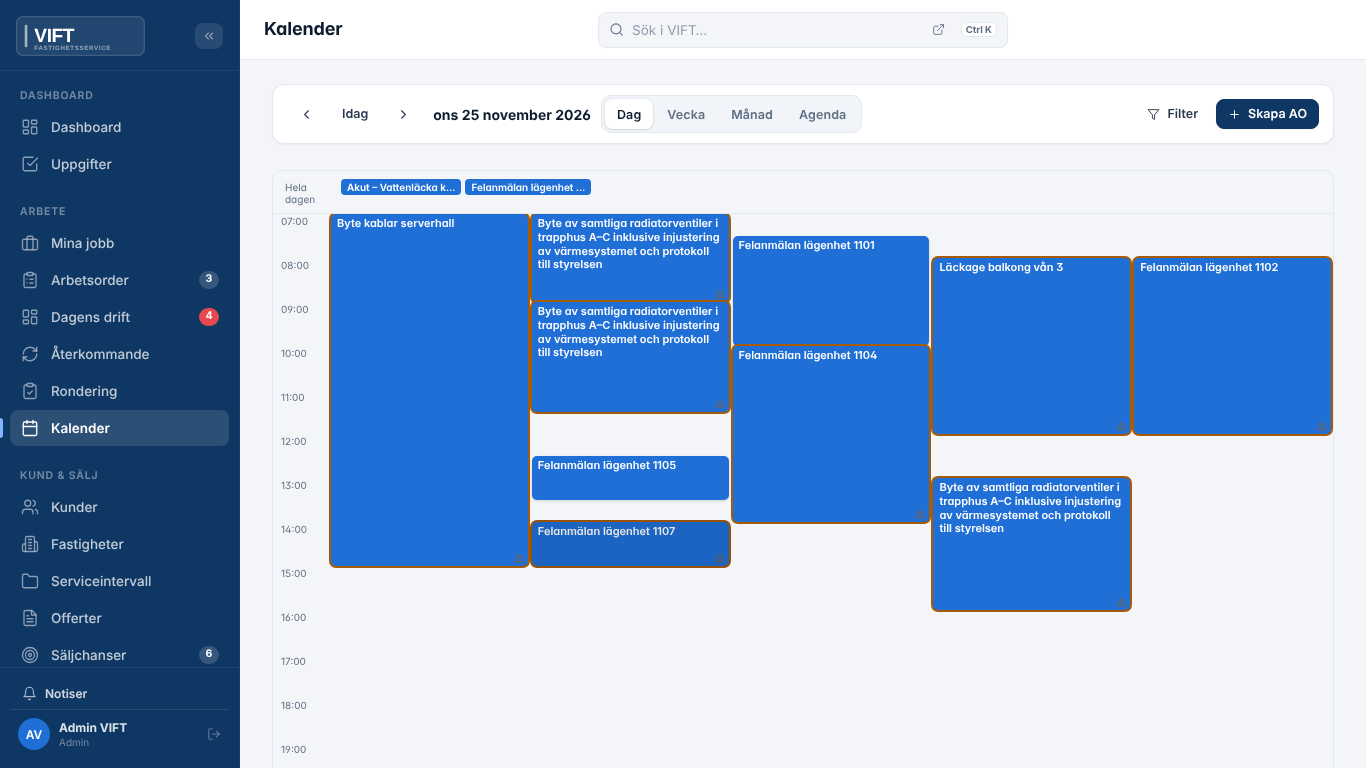 VIFT
FASTIGHETSSERVICE
DASHBOARD
Dashboard
Uppgifter
ARBETE
Mina jobb
Arbetsorder 3
Dagens drift 4
Återkommande
Rondering
Kalender
KUND & SÄLJ
Kunder
Fastigheter
Serviceintervall
Offerter
Säljchanser 6
Notiser
AV
Admin VIFT
Admin
Kalender
Sök i VIFT...
Ctrl K
Idag
ons 25 november 2026
Dag
Vecka
Månad
Agenda
Filter
Skapa AO
Hela
dagen
Akut – Vattenläcka k...
Felanmälan lägenhet ...
07:00
08:00
09:00
10:00
11:00
12:00
13:00
14:00
15:00
16:00
17:00
18:00
19:00
Byte kablar serverhall
Byte av samtliga radiatorventiler i
trapphus A–C inklusive injustering
av värmesystemet och protokoll
till styrelsen
Byte av samtliga radiatorventiler i
trapphus A–C inklusive injustering
av värmesystemet och protokoll
till styrelsen
Felanmälan lägenhet 1105
Felanmälan lägenhet 1107
Felanmälan lägenhet 1101
Felanmälan lägenhet 1104
Läckage balkong vån 3
Byte av samtliga radiatorventiler i
trapphus A–C inklusive injustering
av värmesystemet och protokoll
till styrelsen
Felanmälan lägenhet 1102